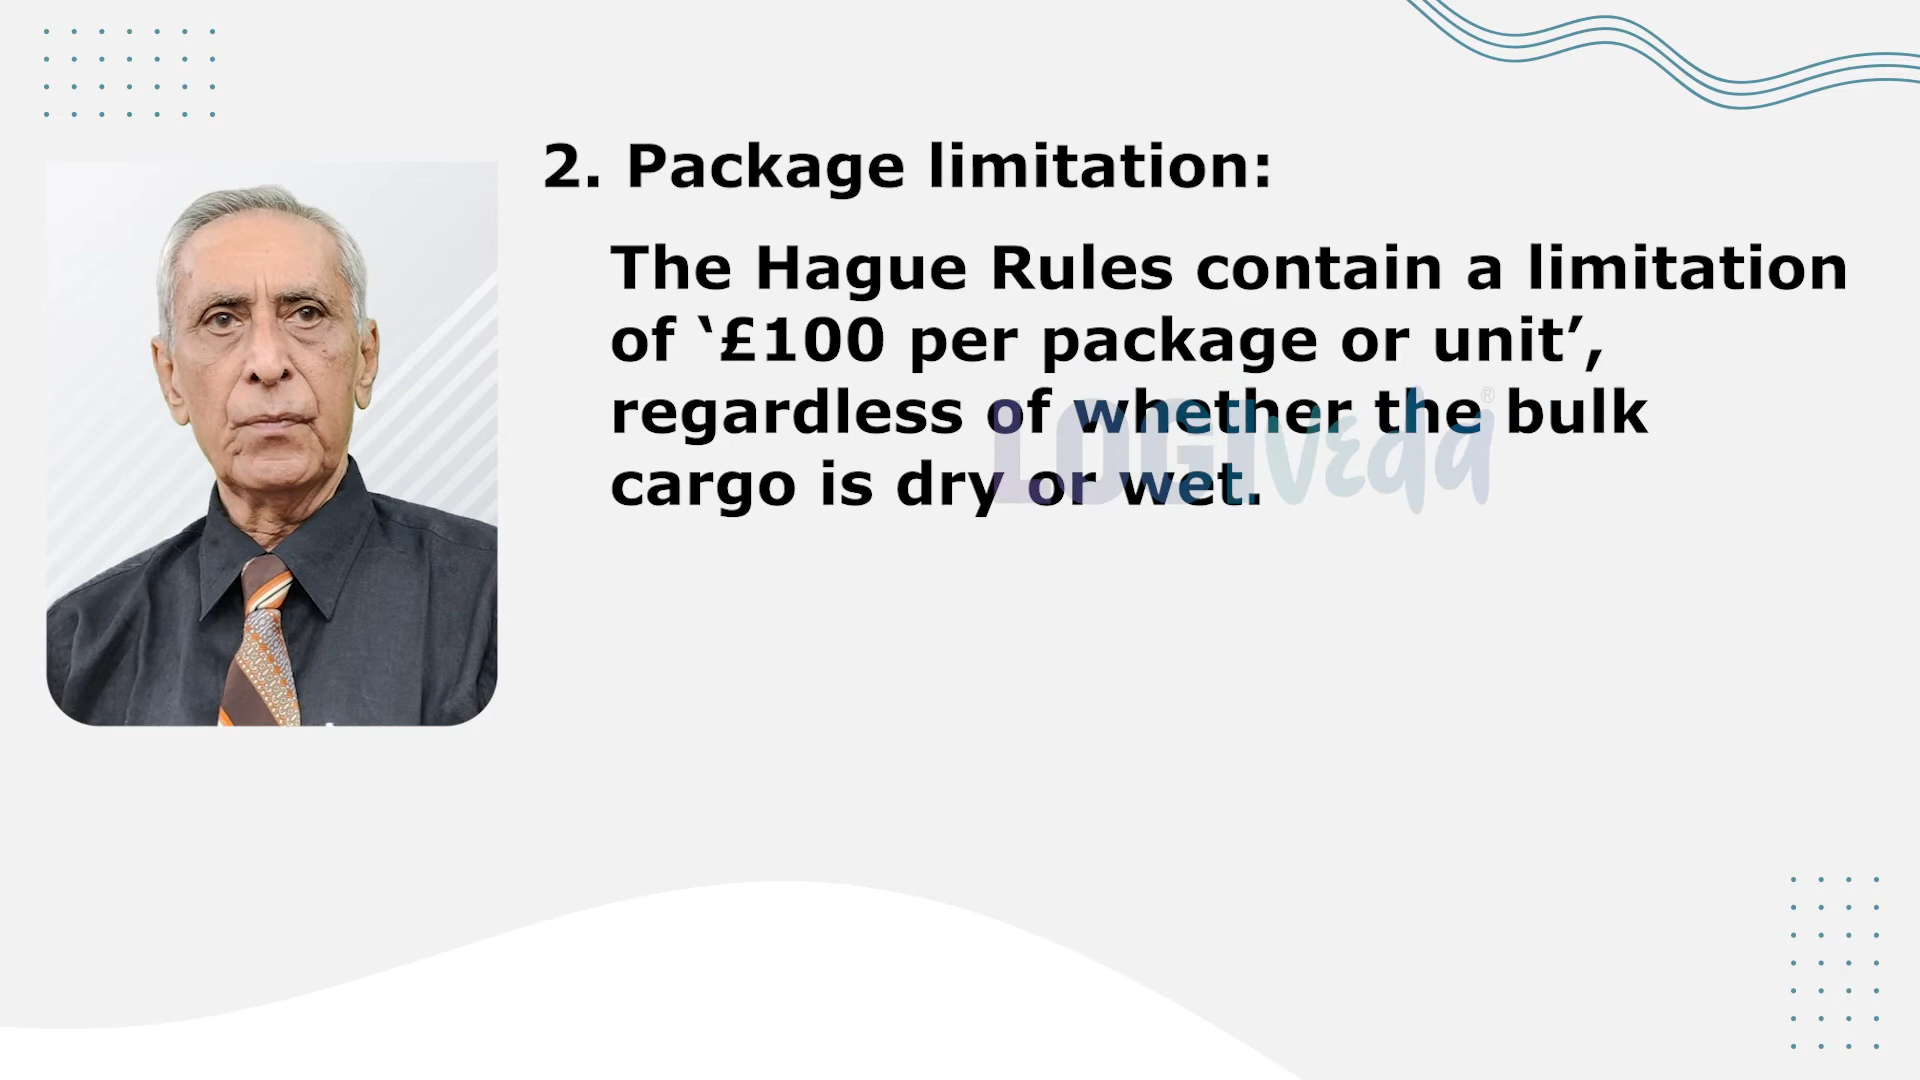 2. Package limitation:
The Hague Rules contain a limitation
of ‘£100 per package or unit’,
regardless of whether the bulk
cargo is dry or wet.
LOGIveda®